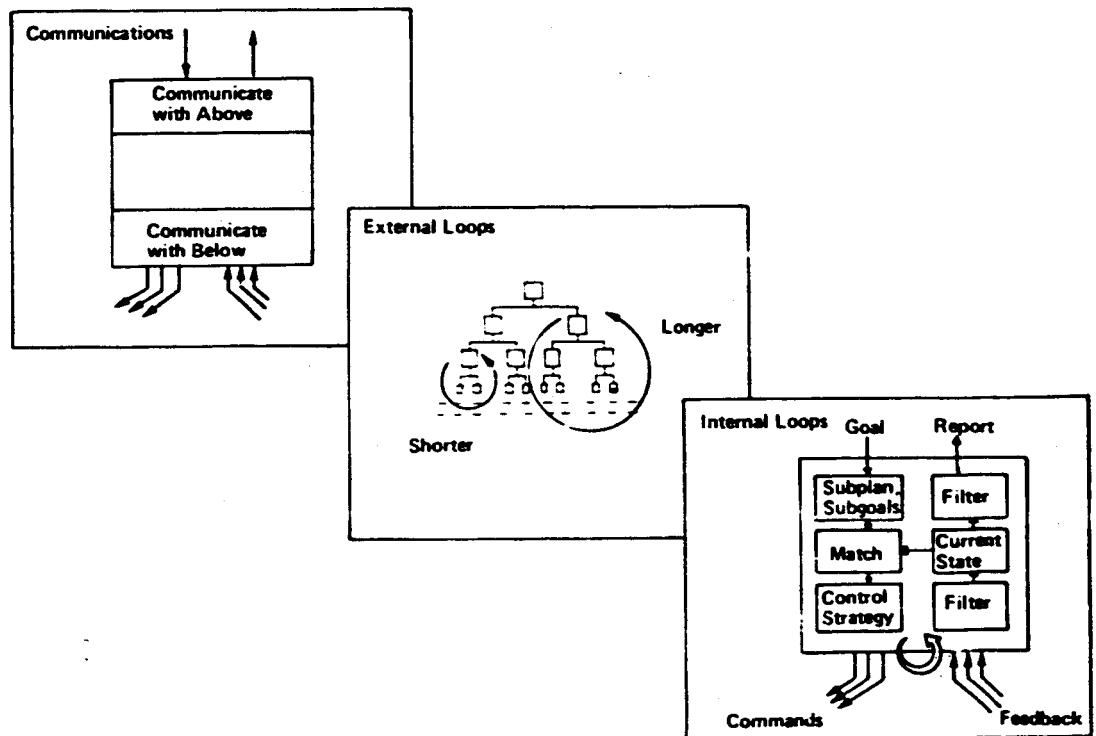 Communications
Communicate
with Above
Communicate
with Below
External Loops
Longer
Shorter
Internal Loops
Goal
Report
Subplan,
Subgoals
Filter
Match
Current
State
Control
Strategy
Filter
Commands
Feedback